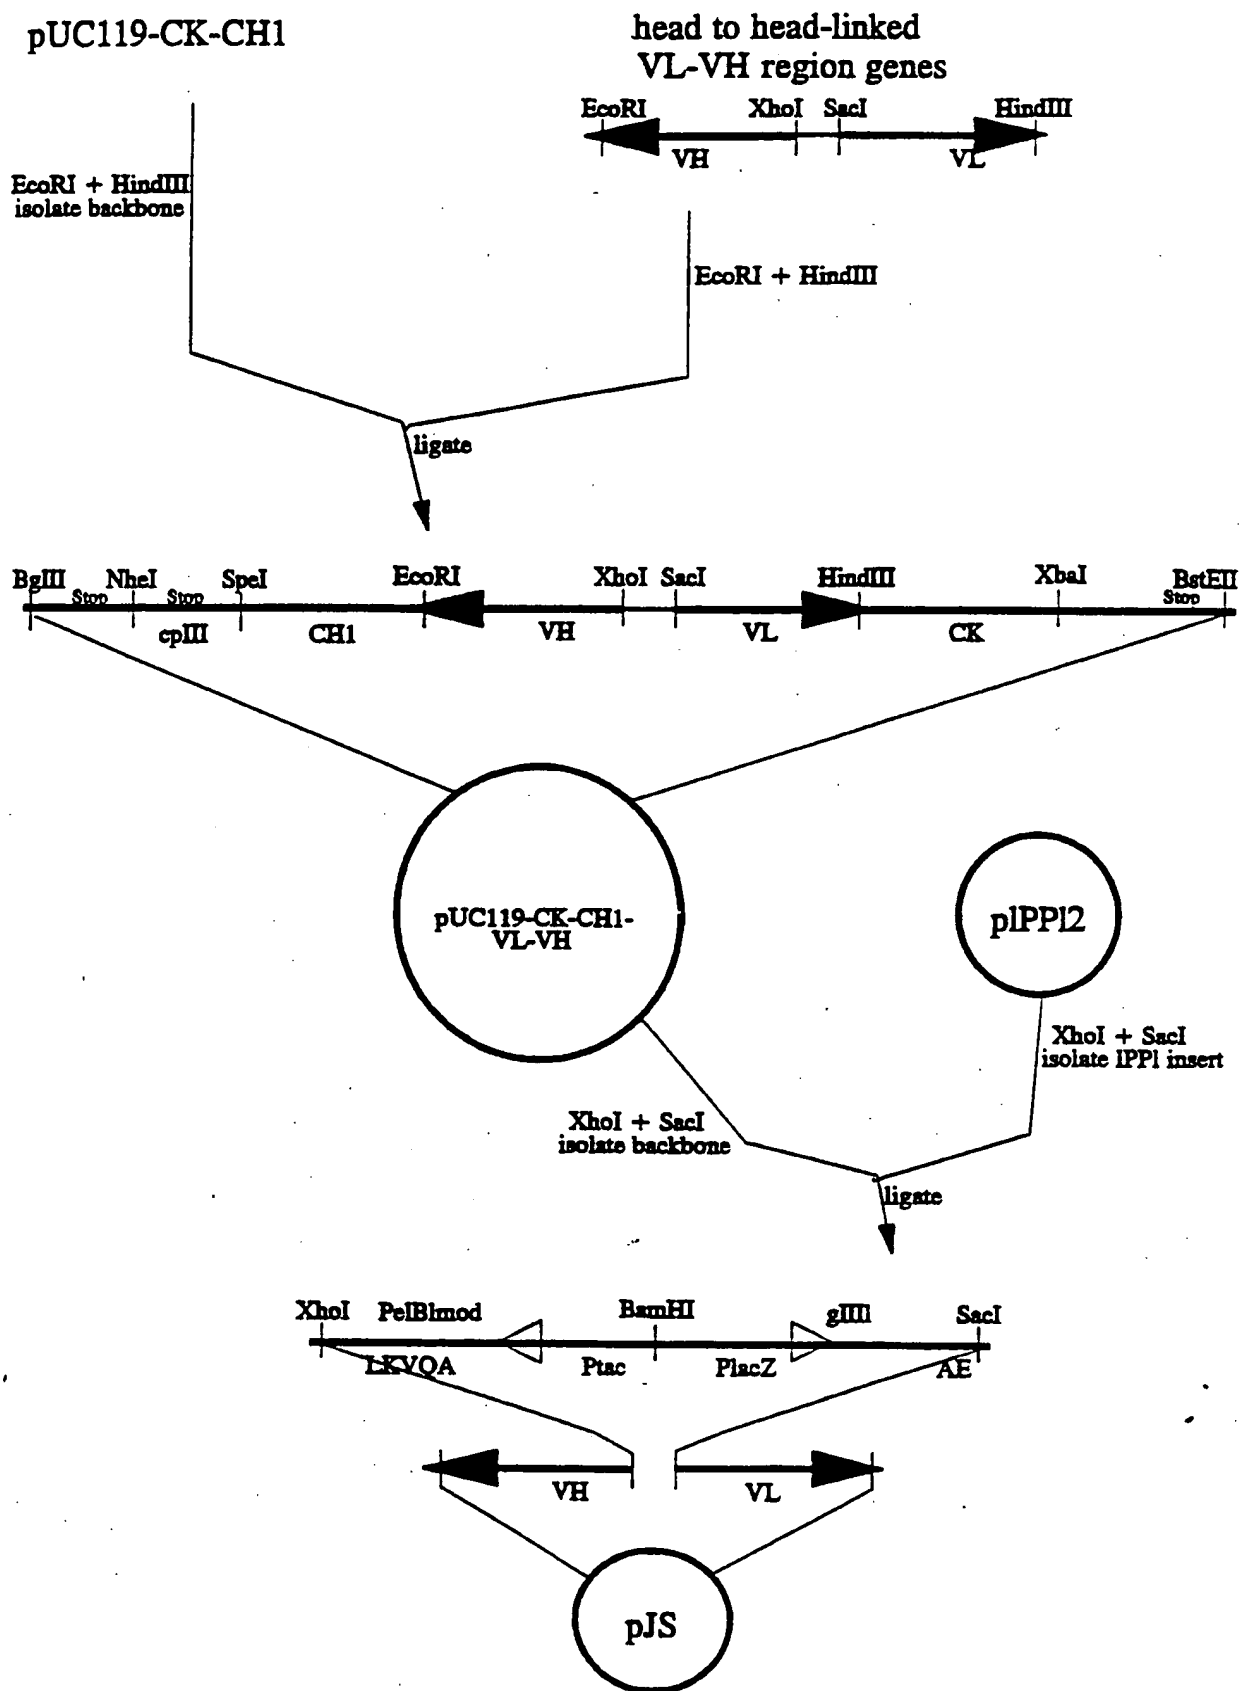 pUC119-CK-CH1
head to head-linked
VL-VH region genes
EcoRI XhoI SacI HindIII
VH VL
EcoRI + HindIII
isolate backbone
EcoRI + HindIII
ligate
BglII NheI SpeI EcoRI XhoI SacI HindIII XbaI BstEII
Stop Stop Stop
cpIII CH1 VH VL CK
pUC119-CK-CH1-
VL-VH
plPPl2
XhoI + SacI
isolate lPPl insert
XhoI + SacI
isolate backbone
ligate
XhoI PelBlmod BamHI gIIIl SacI
LKVQA Ptac PlacZ AE
VH VL
pJS